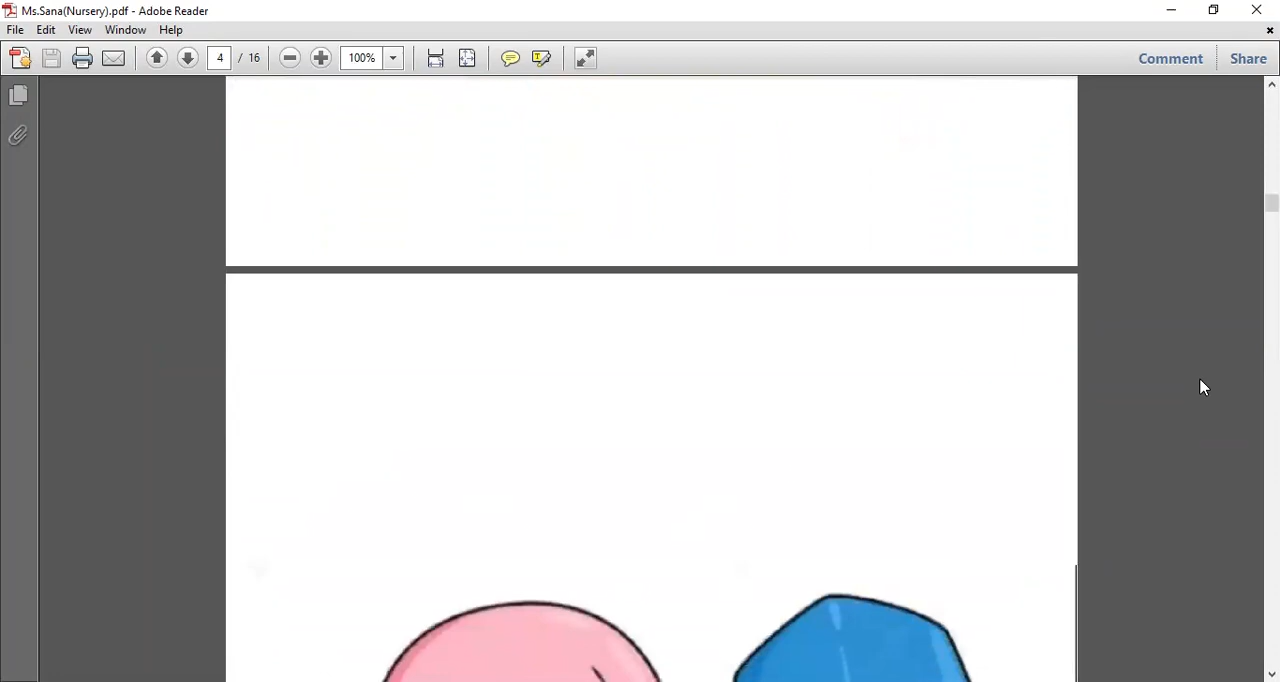 Ms.Sana(Nursery).pdf - Adobe Reader
File Edit View Window Help
4 / 16 100% Comment Share